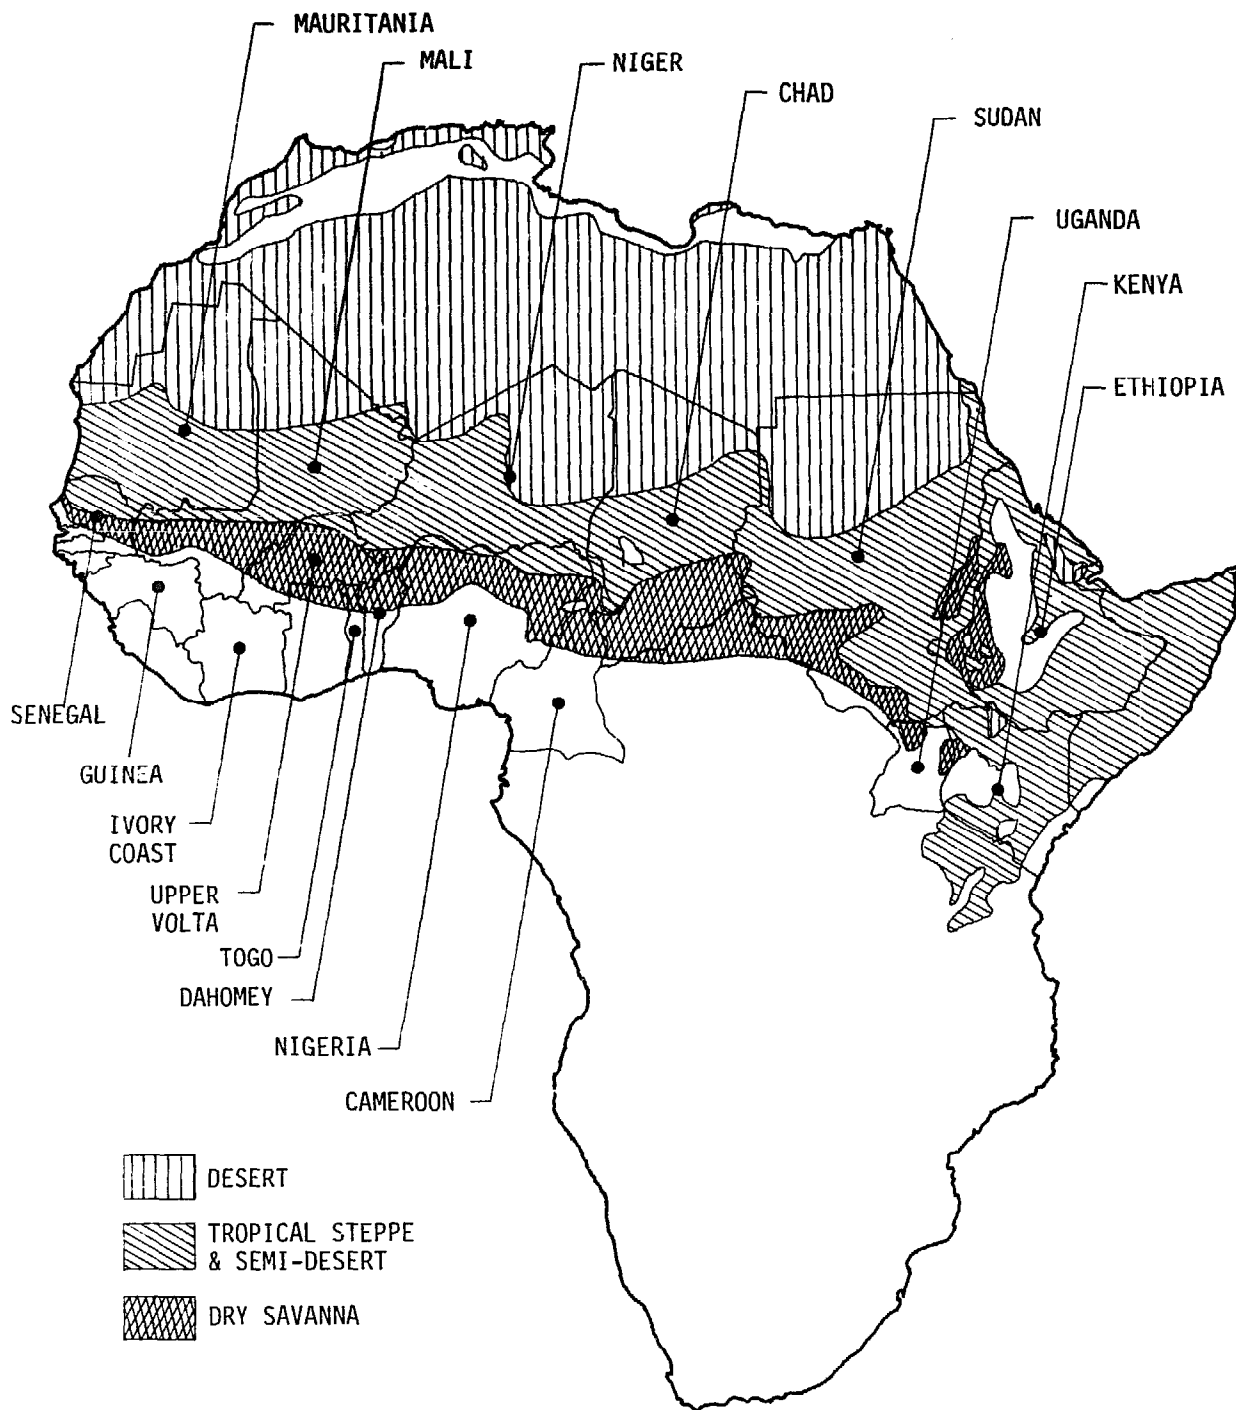 MAURITANIA
MALI
NIGER
CHAD
SUDAN
UGANDA
KENYA
ETHIOPIA
SENEGAL
GUINEA
IVORY
COAST
UPPER
VOLTA
TOGO
DAHOMEY
NIGERIA
CAMEROON
DESERT
TROPICAL STEPPE
& SEMI-DESERT
DRY SAVANNA